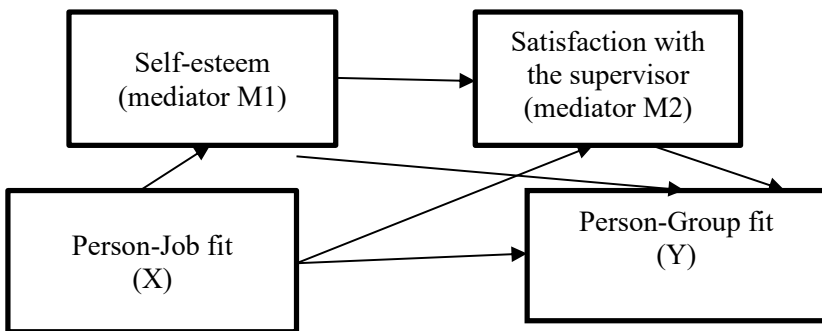 Self-esteem
(mediator M1)
Satisfaction with
the supervisor
(mediator M2)
Person-Job fit
(X)
Person-Group fit
(Y)